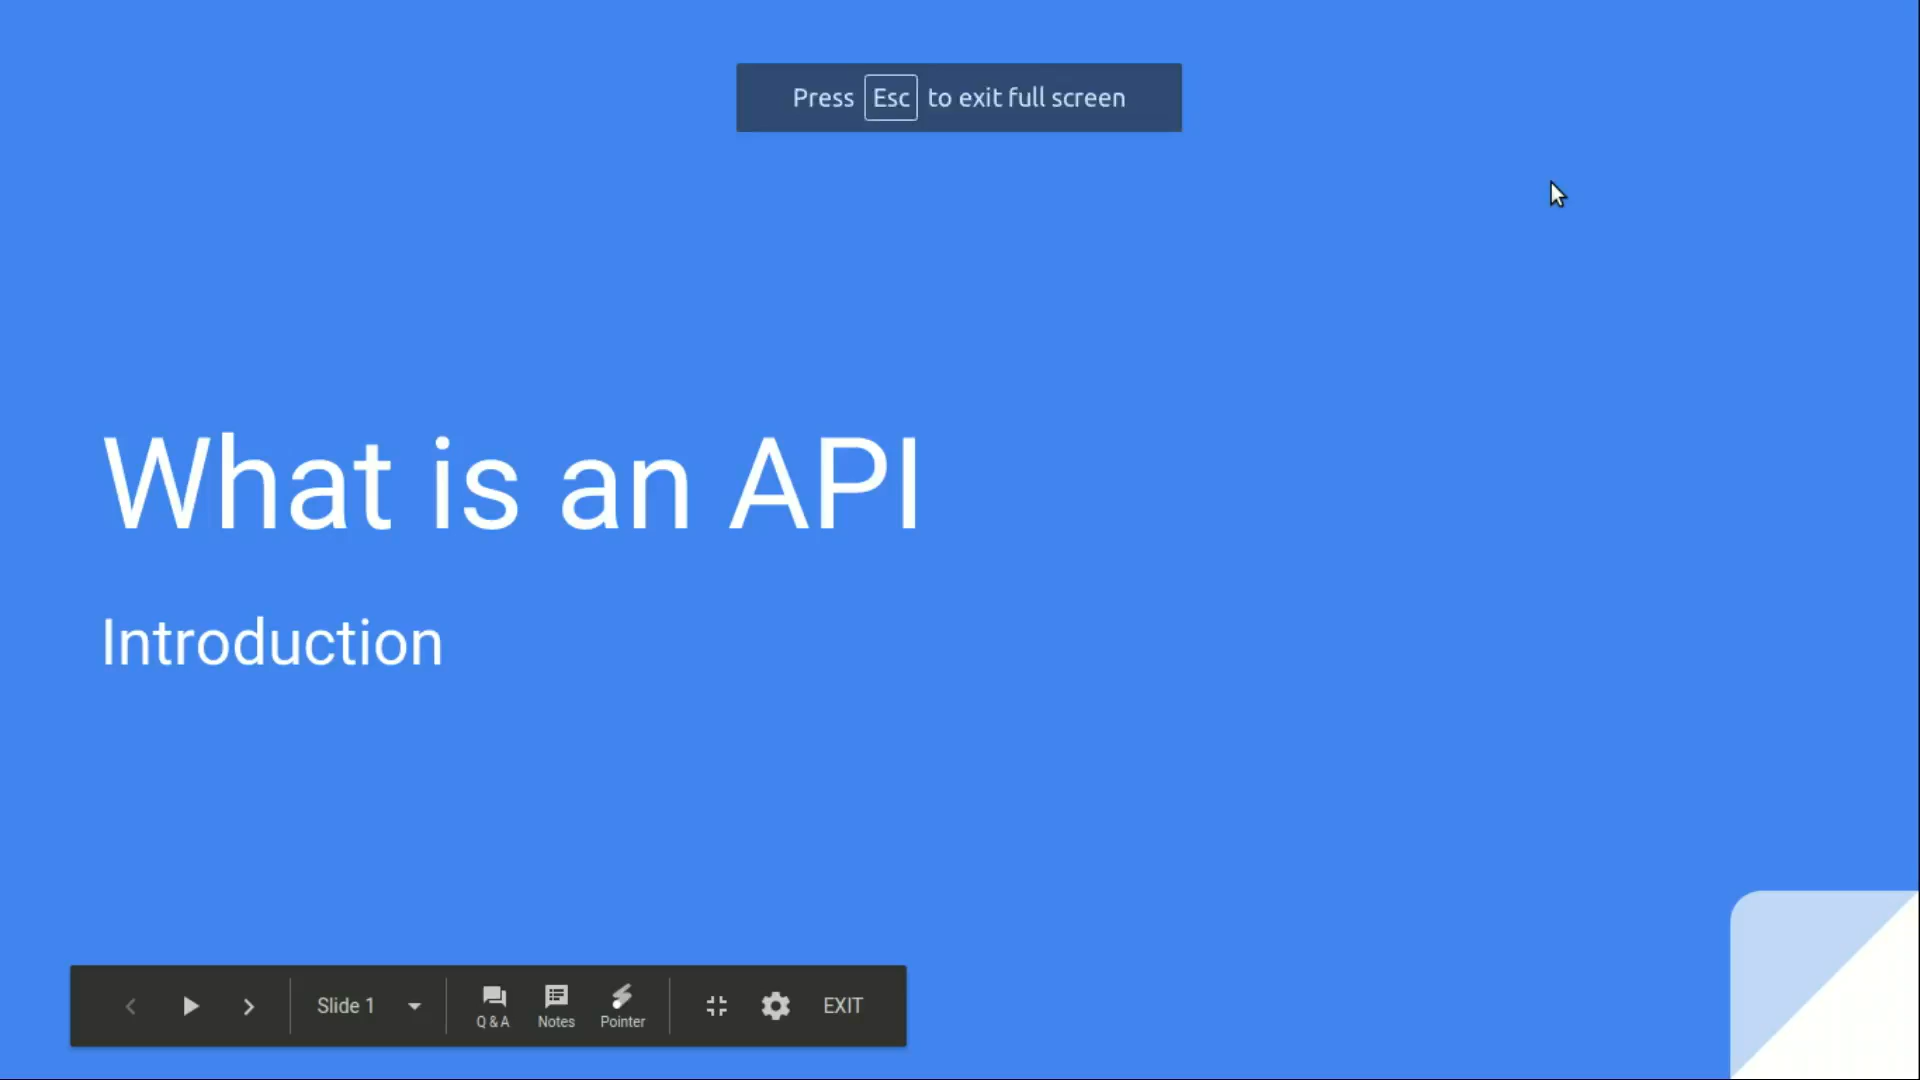 Press Esc to exit full screen
What is an API
Introduction
Slide 1
Q & A
Notes
Pointer
EXIT